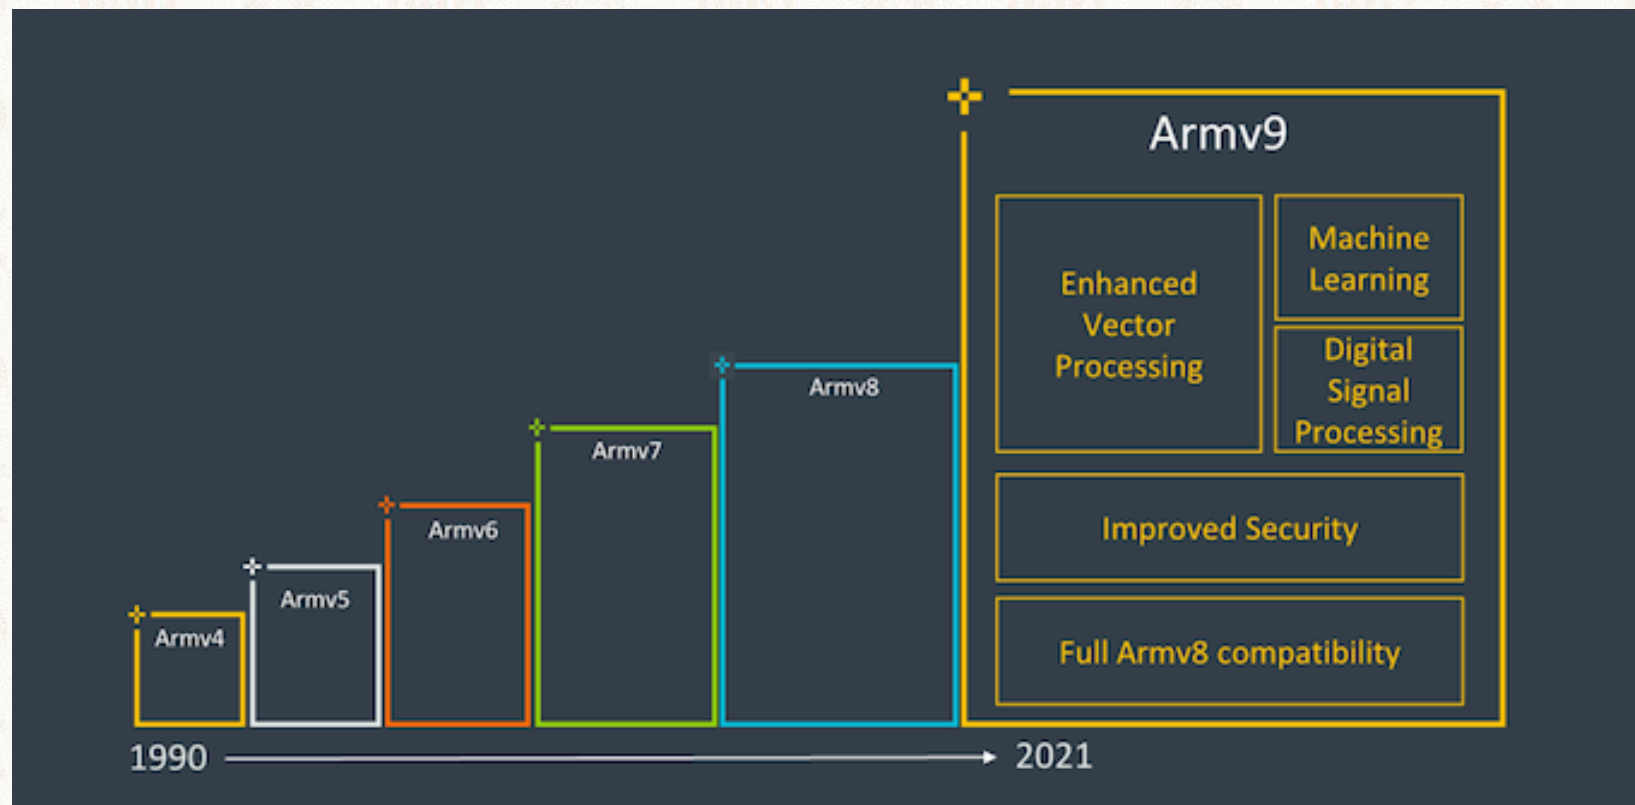 Armv9
Enhanced
Vector
Processing
Machine
Learning
Digital
Signal
Processing
Improved Security
Full Armv8 compatibility
Armv8
Armv7
Armv6
Armv5
Armv4
1990
2021